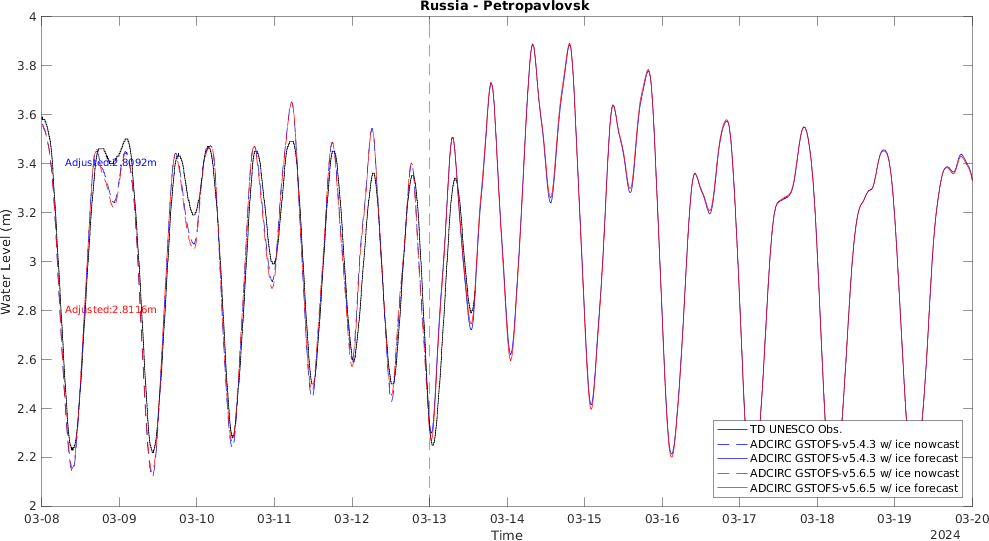 Russia - Petropavlovsk
4
3.8
3.6
3.4
3.2
3
2.8
2.6
2.4
2.2
2
Water Level (m)
Adjusted:2.8092m
Adjusted:2.8116m
TD UNESCO Obs.
ADCIRC GSTOFS-v5.4.3 w/ ice nowcast
ADCIRC GSTOFS-v5.4.3 w/ ice forecast
ADCIRC GSTOFS-v5.6.5 w/ ice nowcast
ADCIRC GSTOFS-v5.6.5 w/ ice forecast
03-08 03-09 03-10 03-11 03-12 03-13 03-14 03-15 03-16 03-17 03-18 03-19 03-20
Time
2024